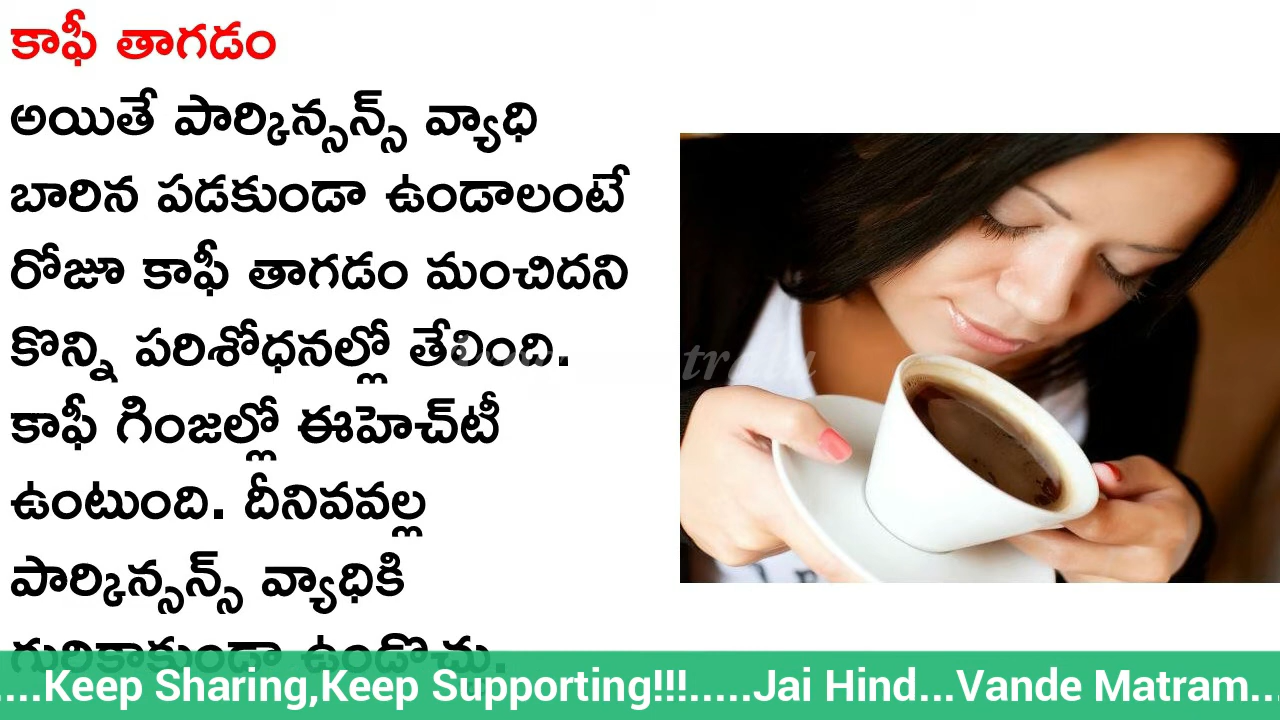 కాఫీ తాగడం
అయితే పార్కిన్సన్స్ వ్యాధి
బారిన పడకుండా ఉండాలంటే
రోజూ కాఫీ తాగడం మంచిదని
కొన్ని పరిశోధనల్లో తేలింది.
కాఫీ గింజల్లో ఈహెచ్‌టీ
ఉంటుంది. దీనివవల్ల
పార్కిన్సన్స్ వ్యాధికి
గురికాకుండా ఉండొచ్చు.
....Keep Sharing,Keep Supporting!!!.....Jai Hind...Vande Matram...